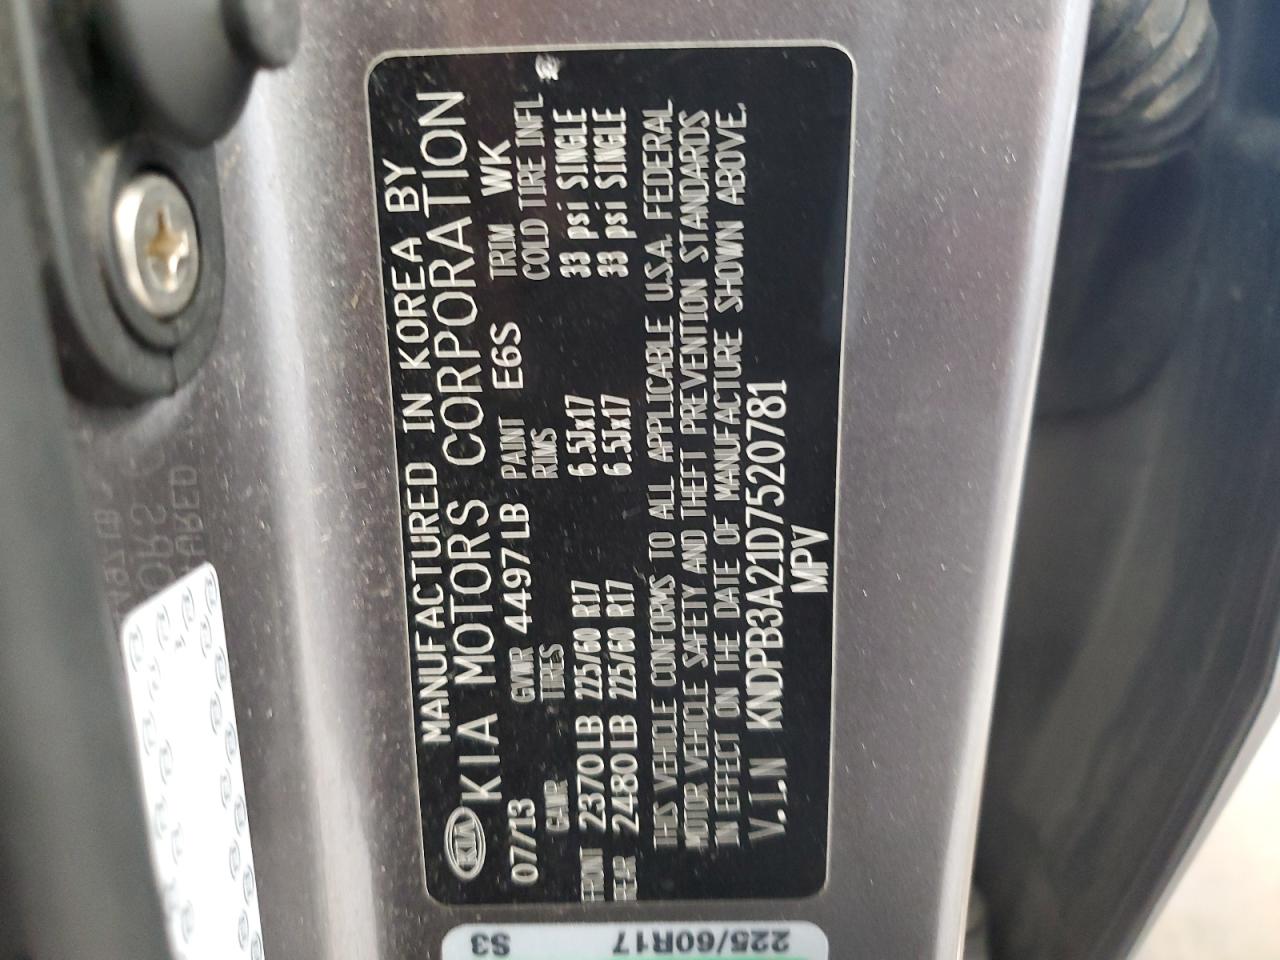 MANUFACTURED IN KOREA BY
KIA KIA MOTORS CORPORATION
07/13 GVWR 4497 LB PAINT E6S TRIM WK
GAWR TIRES RIMS COLD TIRE INFL
FRONT 2370 LB 225/60 R17 6.5Jx17 33 psi SINGLE
REAR 2480 LB 225/60 R17 6.5Jx17 33 psi SINGLE
THIS VEHICLE CONFORMS TO ALL APPLICABLE U.S.A. FEDERAL
MOTOR VEHICLE SAFETY AND THEFT PREVENTION STANDARDS
IN EFFECT ON THE DATE OF MANUFACTURE SHOWN ABOVE.
V.I.N KNDPB3A21D7520781
MPV
225/60R17 S3